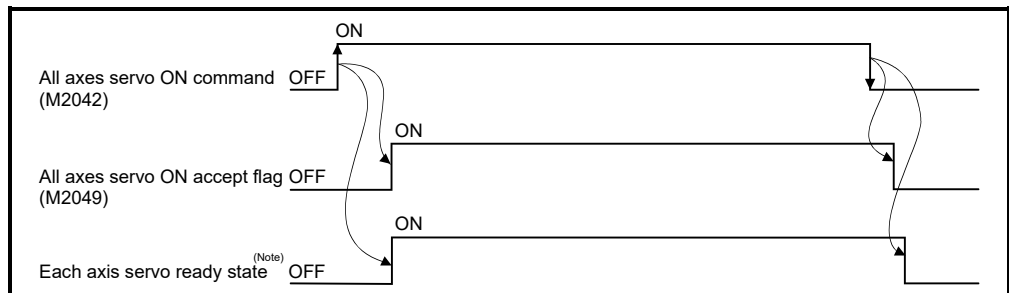 ON
All axes servo ON command OFF
(M2042)
ON
All axes servo ON accept flag OFF
(M2049)
ON
Each axis servo ready state (Note) OFF